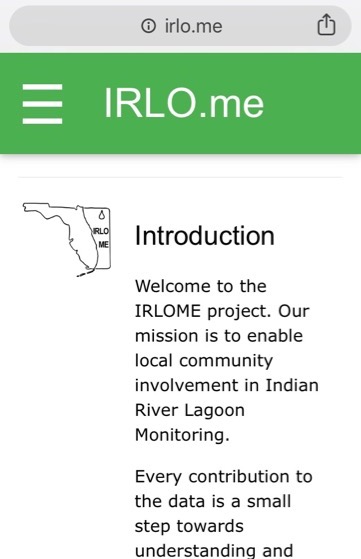 irlo.me
IRLO.me
IRLO
ME
Introduction
Welcome to the
IRLOME project. Our
mission is to enable
local community
involvement in Indian
River Lagoon
Monitoring.
Every contribution to
the data is a small
step towards
understanding and